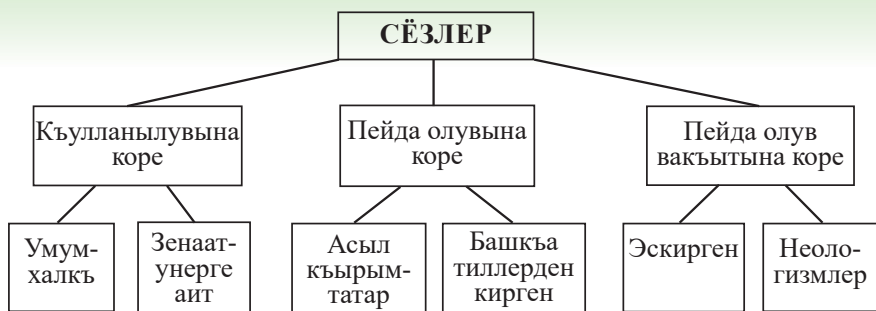 СЁЗЛЕР
Къулланылувына
коре
Пейда олувына
коре
Пейда олув
вакъытына коре
Умум-
халкъ
Зенаат-
унерге
аит
Асыл
къырым-
татар
Башкъа
тиллерден
кирген
Эскирген
Неоло-
гизмлер